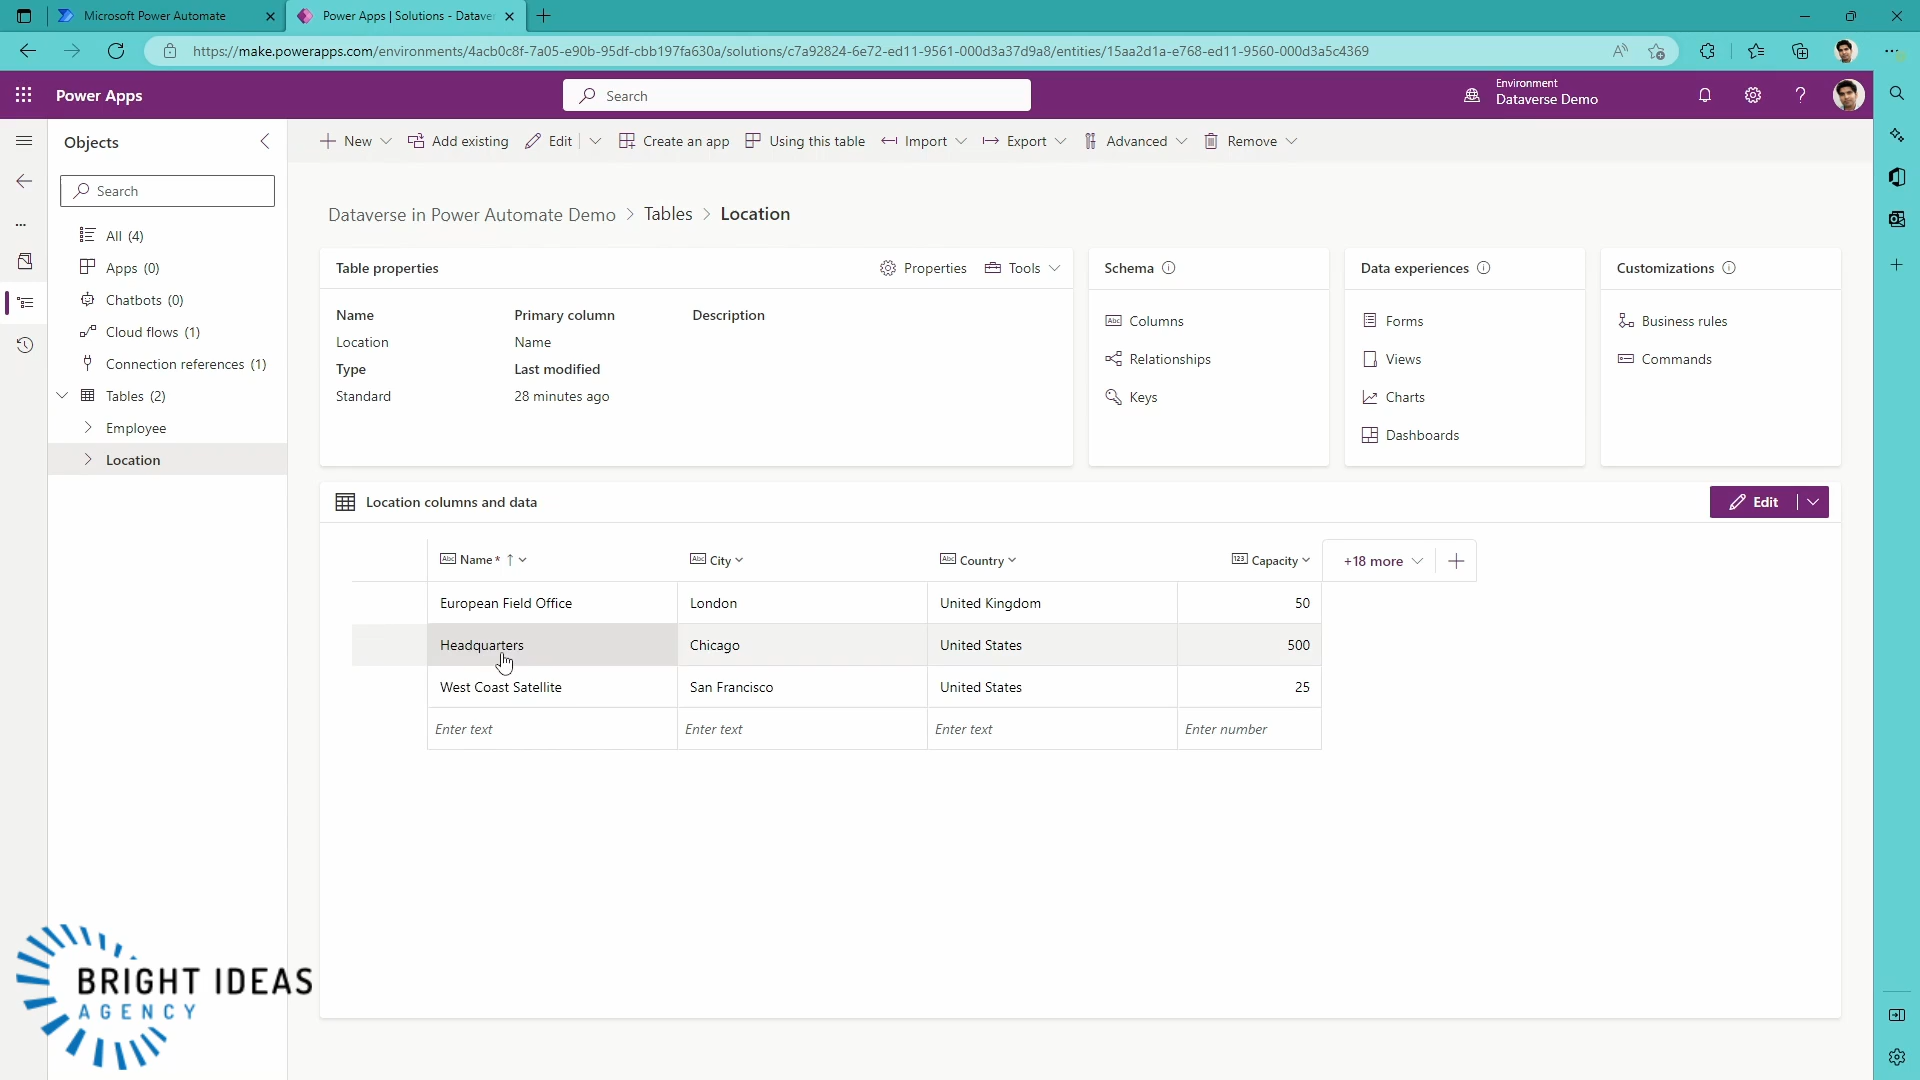 Microsoft Power Automate
Power Apps | Solutions - Dataver
https://make.powerapps.com/environments/4acb0c8f-7a05-e90b-95df-cbb197fa630a/solutions/c7a92824-6e72-ed11-9561-000d3a37d9a8/entities/15aa2d1a-e768-ed11-9560-000d3a5c4369
Power Apps
Search
Environment
Dataverse Demo
Objects
Search
All (4)
Apps (0)
Chatbots (0)
Cloud flows (1)
Connection references (1)
Tables (2)
Employee
Location
New
Add existing
Edit
Create an app
Using this table
Import
Export
Advanced
Remove
Dataverse in Power Automate Demo > Tables > Location
Table properties
Properties
Tools
Name
Primary column
Description
Location
Name
Type
Last modified
Standard
28 minutes ago
Schema
Columns
Relationships
Keys
Data experiences
Forms
Views
Charts
Dashboards
Customizations
Business rules
Commands
Location columns and data
Edit
Abc Name * ↑
Abc City
Abc Country
123 Capacity
+18 more
European Field Office London United Kingdom 50
Headquarters Chicago United States 500
West Coast Satellite San Francisco United States 25
Enter text Enter text Enter text Enter number
BRIGHT IDEAS
AGENCY